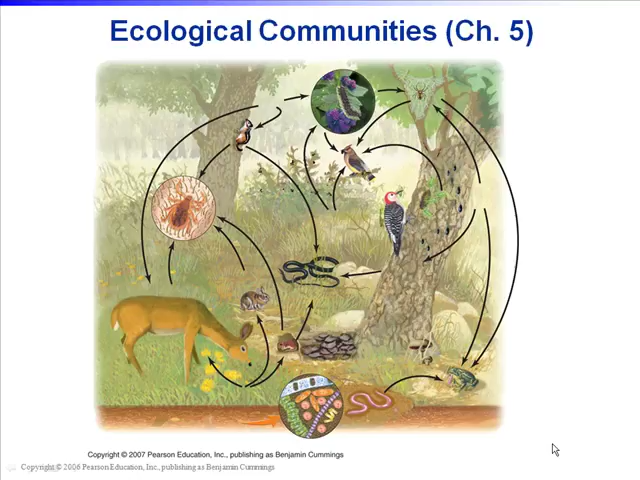 Ecological Communities (Ch. 5)
Copyright © 2007 Pearson Education, Inc., publishing as Benjamin Cummings
Copyright © 2006 Pearson Education, Inc., publishing as Benjamin Cummings